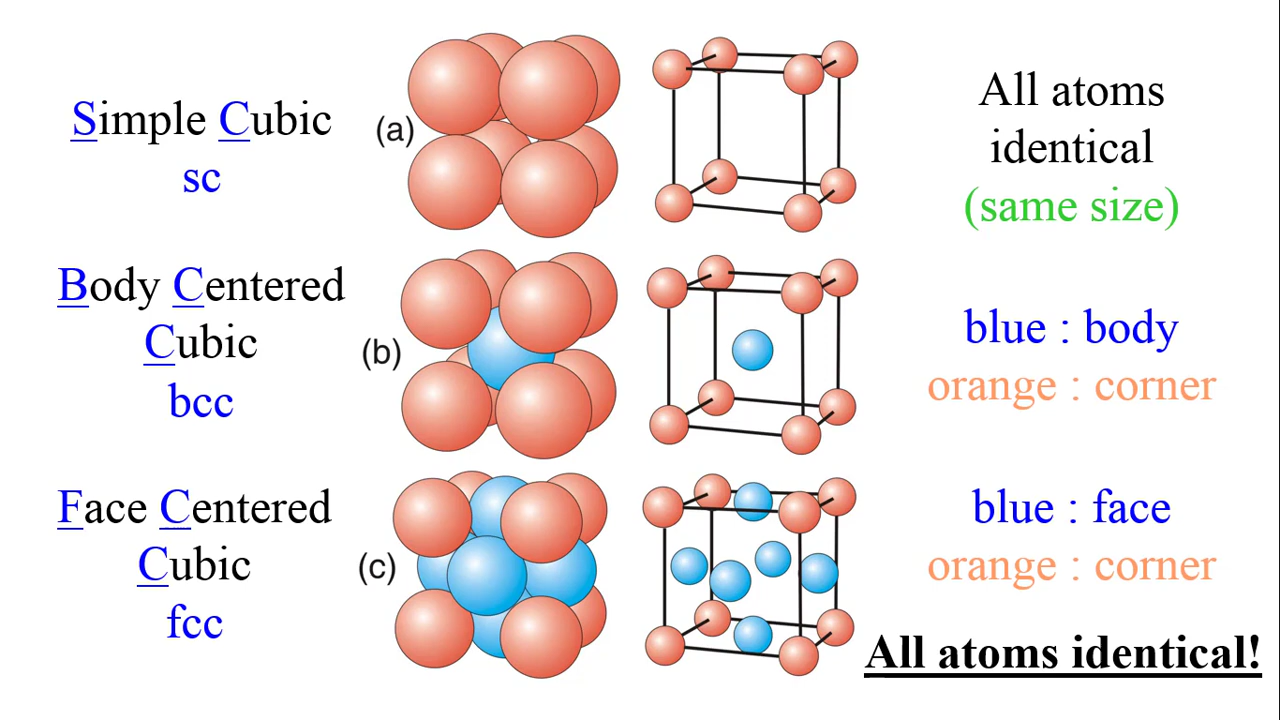 Simple Cubic
sc
(a)
All atoms
identical
(same size)
Body Centered
Cubic
bcc
(b)
blue : body
orange : corner
Face Centered
Cubic
fcc
(c)
blue : face
orange : corner
All atoms identical!